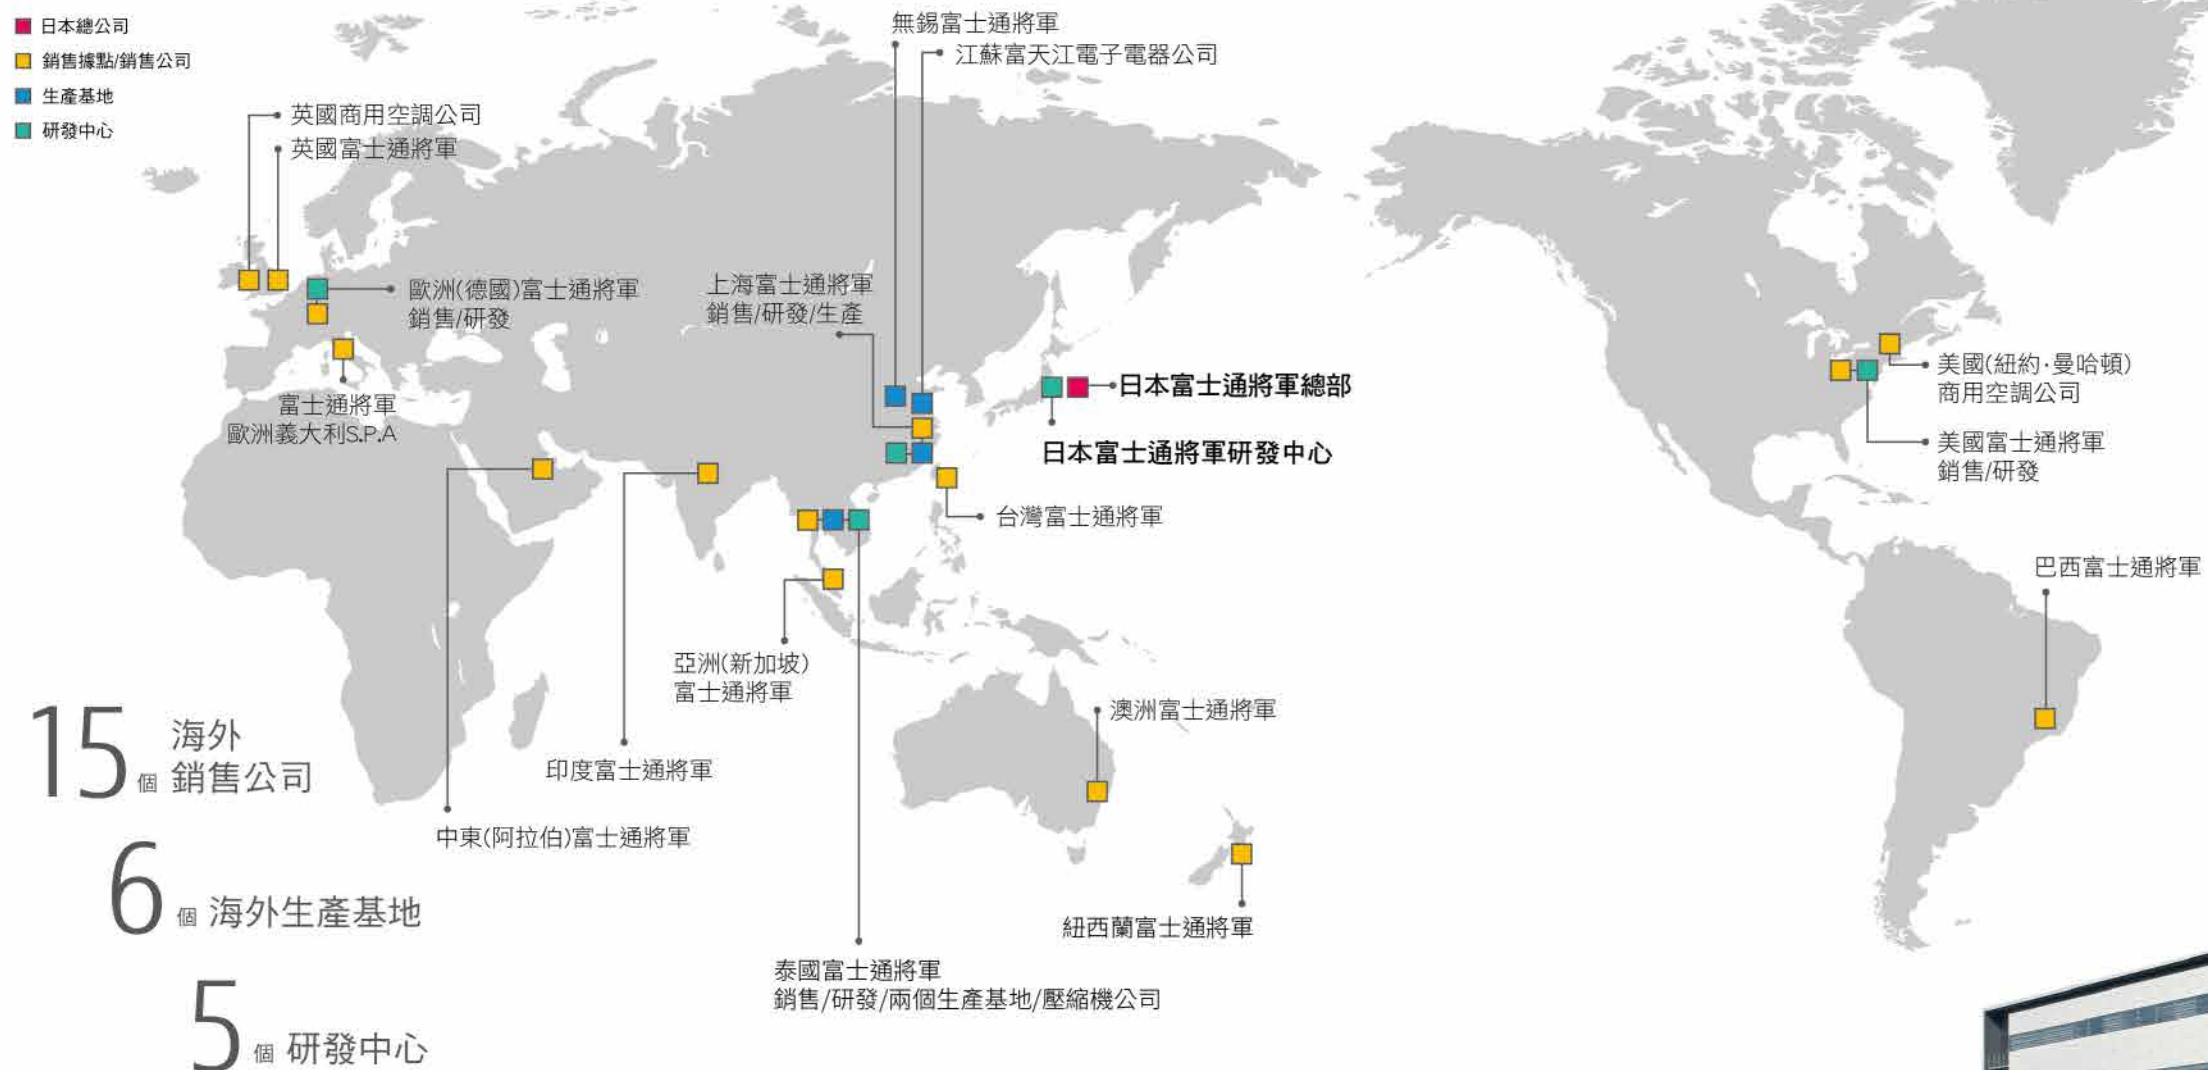 日本總公司
銷售據點/銷售公司
生產基地
研發中心
無錫富士通將軍
江蘇富天江電子電器公司
英國商用空調公司
英國富士通將軍
歐洲(德國)富士通將軍
銷售/研發
上海富士通將軍
銷售/研發/生產
日本富士通將軍總部
日本富士通將軍研發中心
富士通將軍
歐洲義大利S.P.A
美國(紐約·曼哈頓)
商用空調公司
美國富士通將軍
銷售/研發
台灣富士通將軍
巴西富士通將軍
亞洲(新加坡)
富士通將軍
澳洲富士通將軍
印度富士通將軍
中東(阿拉伯)富士通將軍
紐西蘭富士通將軍
泰國富士通將軍
銷售/研發/兩個生產基地/壓縮機公司
15個 海外
銷售公司
6個 海外生產基地
5個 研發中心